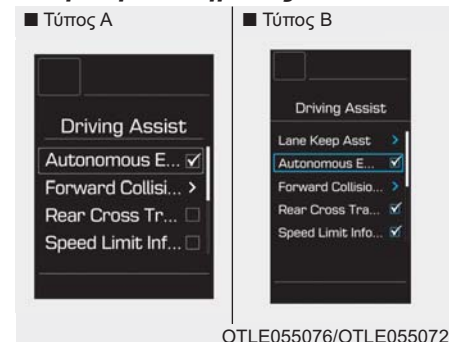 ■ Τύπος A
■ Τύπος B
Driving Assist
Autonomous E...
Forward Collisi... >
Rear Cross Tr...
Speed Limit Inf...
Driving Assist
Lane Keep Asst >
Autonomous E...
Forward Collisio... >
Rear Cross Tra...
Speed Limit Info...
OTLE055076/OTLE055072